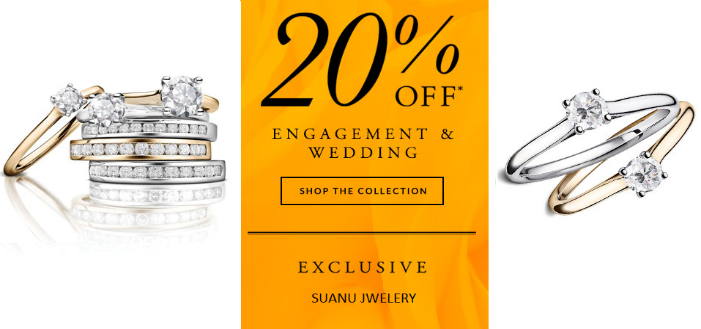 20%
OFF*
ENGAGEMENT &
WEDDING
SHOP THE COLLECTION
EXCLUSIVE
SUANU JWELERY